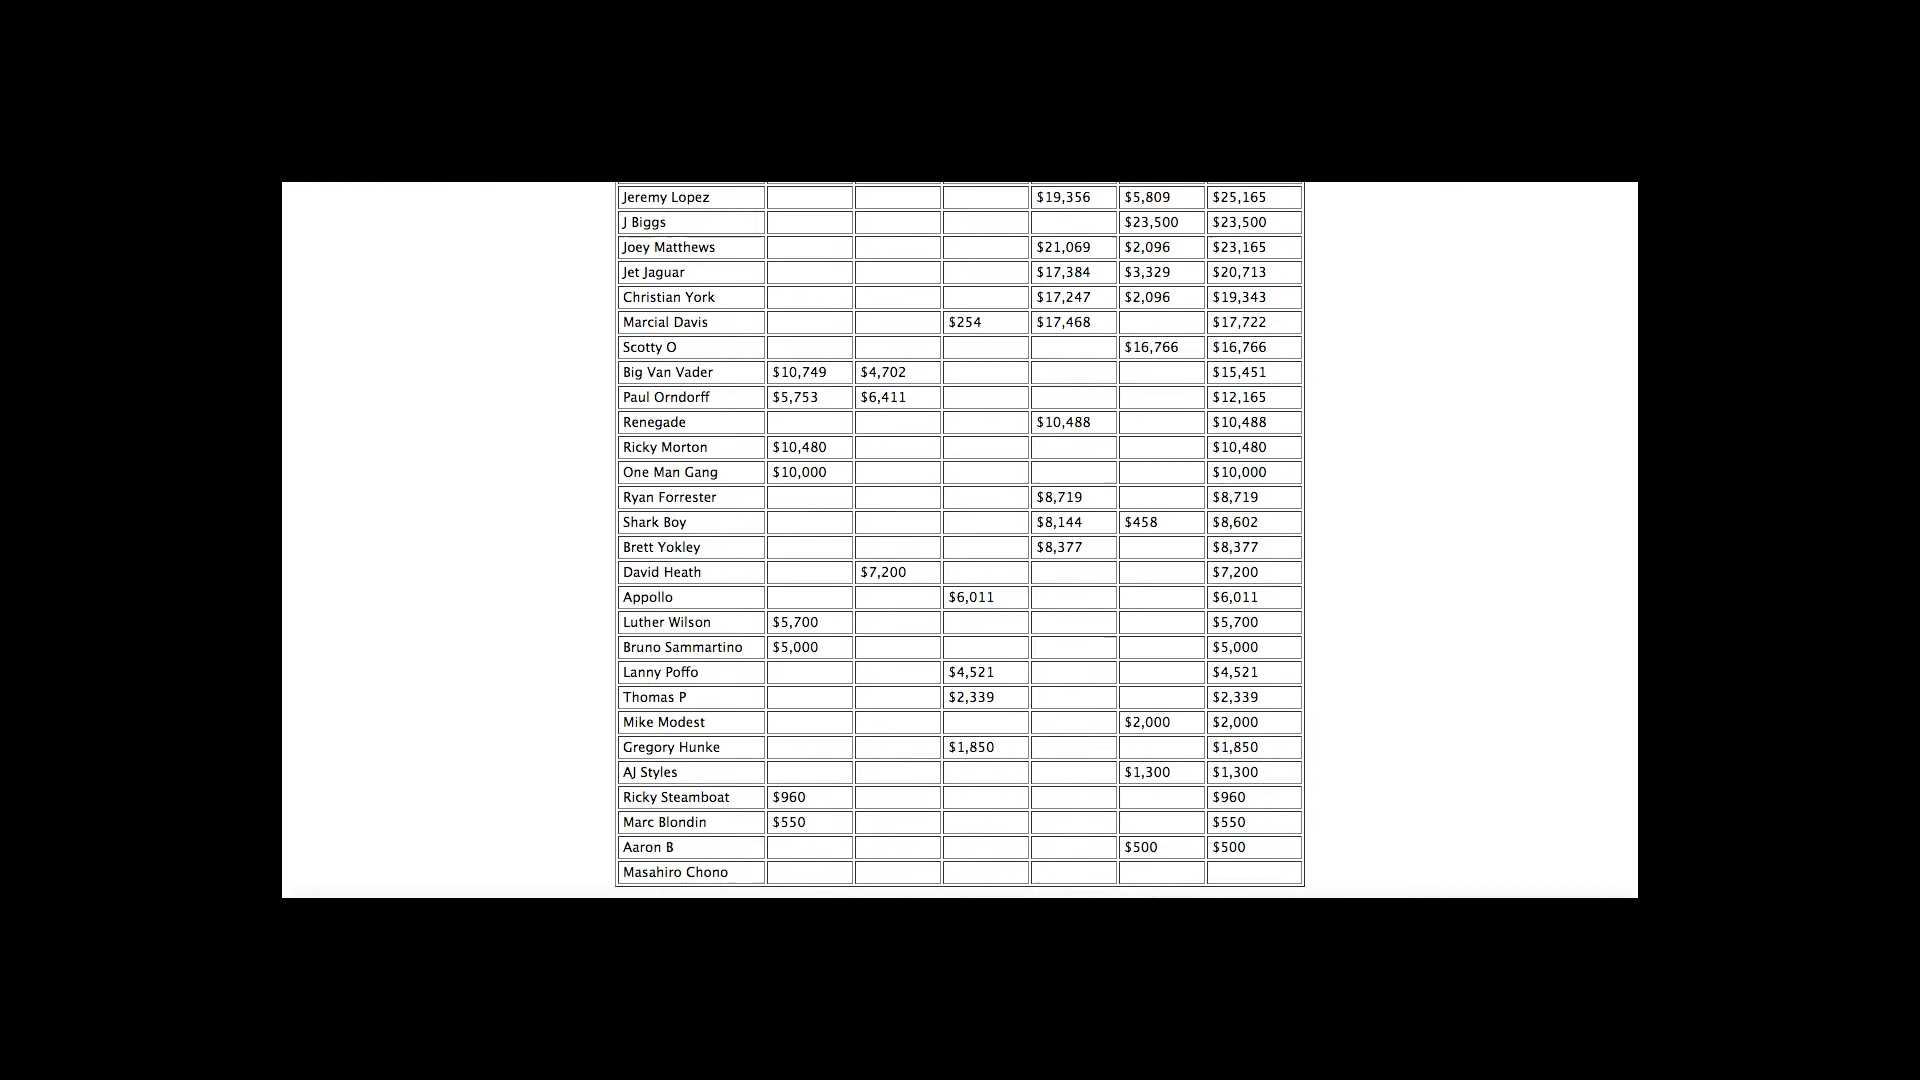 Jeremy Lopez $19,356 $5,809 $25,165
J Biggs $23,500 $23,500
Joey Matthews $21,069 $2,096 $23,165
Jet Jaguar $17,384 $3,329 $20,713
Christian York $17,247 $2,096 $19,343
Marcial Davis $254 $17,468 $17,722
Scotty O $16,766 $16,766
Big Van Vader $10,749 $4,702 $15,451
Paul Orndorff $5,753 $6,411 $12,165
Renegade $10,488 $10,488
Ricky Morton $10,480 $10,480
One Man Gang $10,000 $10,000
Ryan Forrester $8,719 $8,719
Shark Boy $8,144 $458 $8,602
Brett Yokley $8,377 $8,377
David Heath $7,200 $7,200
Appollo $6,011 $6,011
Luther Wilson $5,700 $5,700
Bruno Sammartino $5,000 $5,000
Lanny Poffo $4,521 $4,521
Thomas P $2,339 $2,339
Mike Modest $2,000 $2,000
Gregory Hunke $1,850 $1,850
AJ Styles $1,300 $1,300
Ricky Steamboat $960 $960
Marc Blondin $550 $550
Aaron B $500 $500
Masahiro Chono